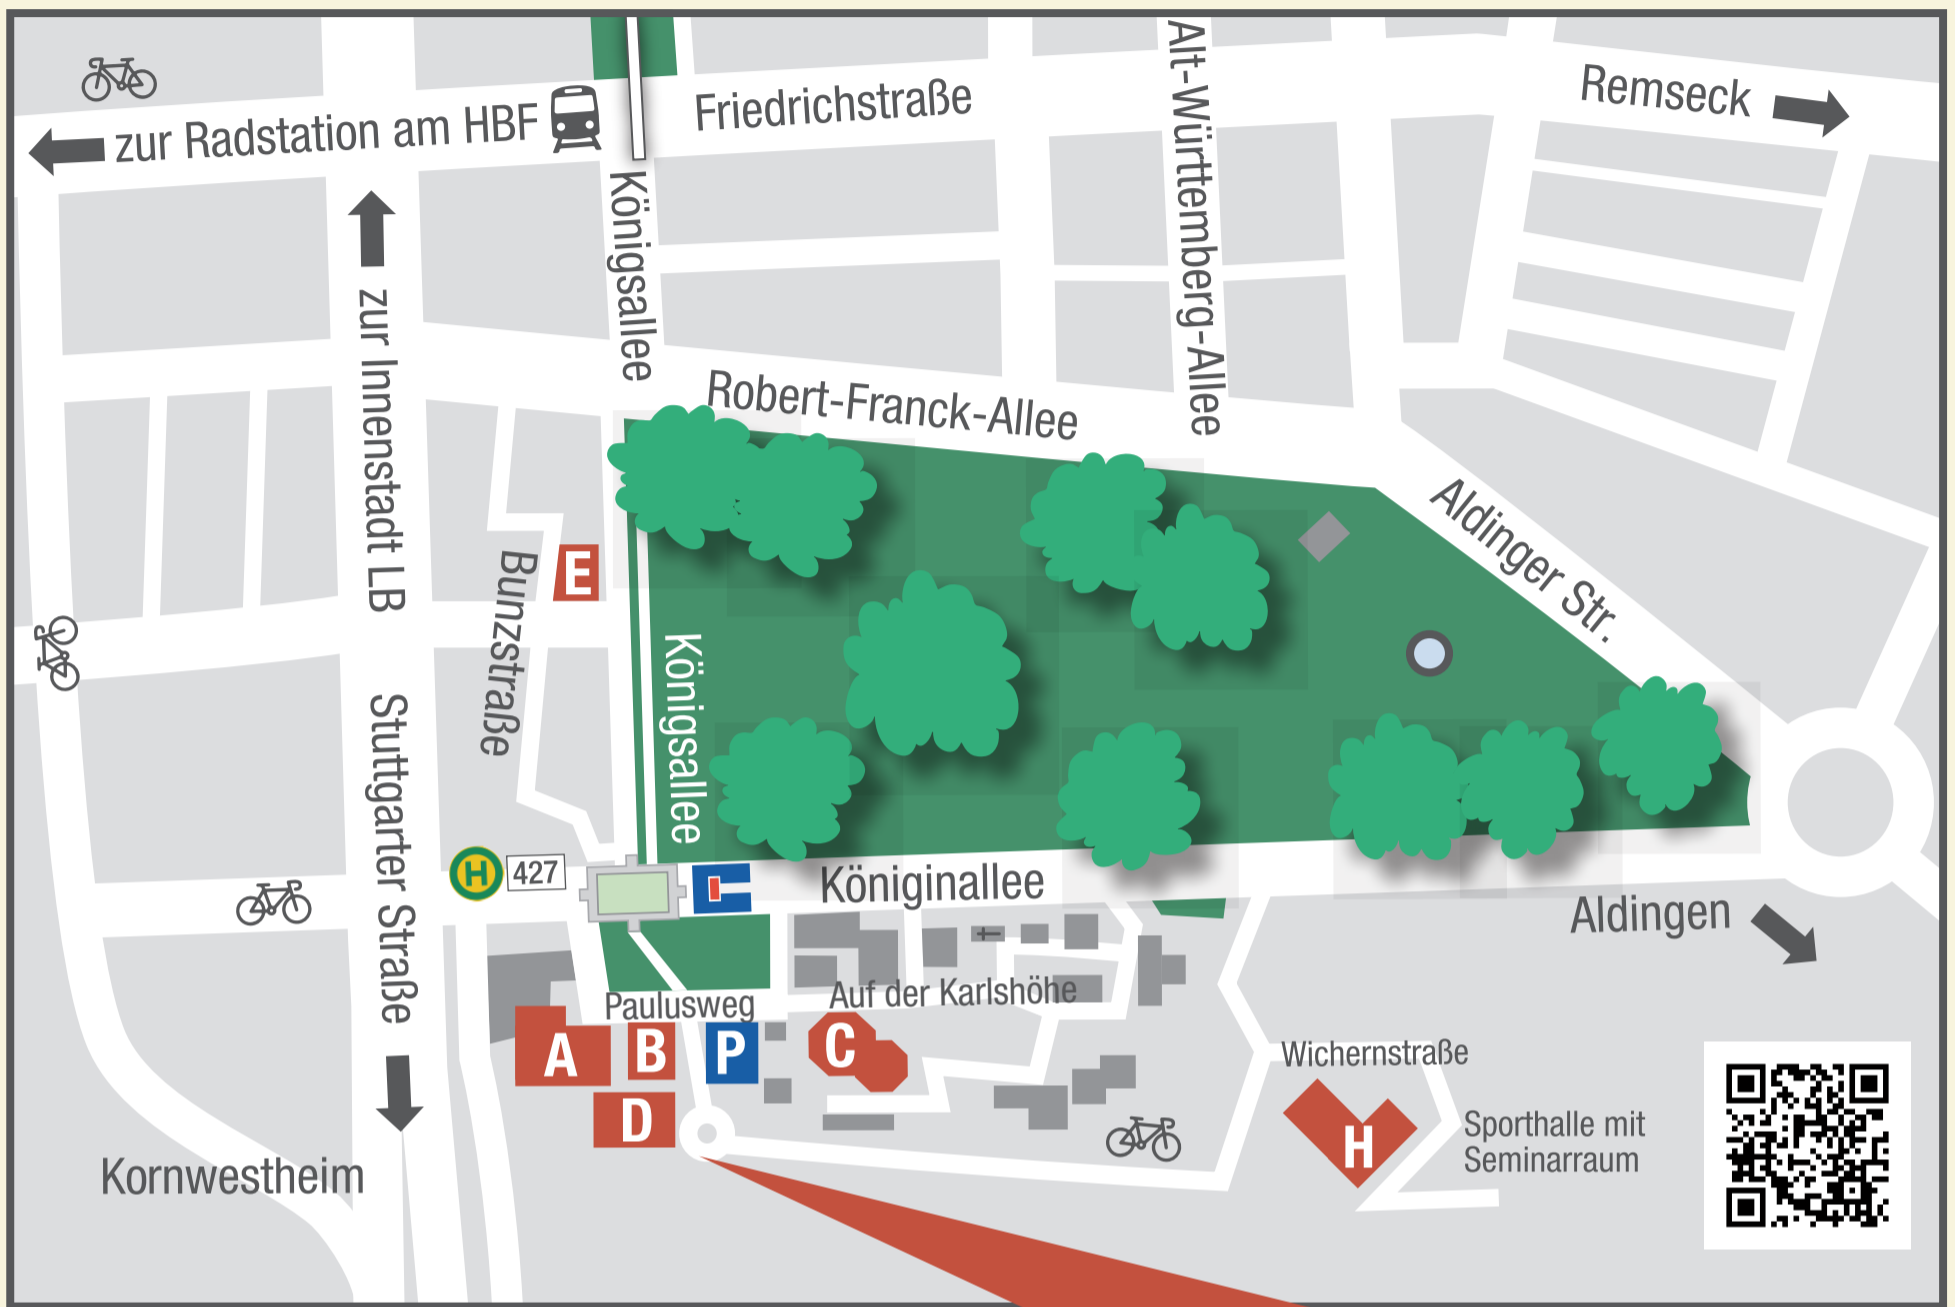 Remseck
Friedrichstraße
zur Radstation am HBF
Alt-Württemberg-Allee
Königsallee
zur Innenstadt LB
Robert-Franck-Allee
Aldinger Str.
E
Bunzstraße
Königsallee
Stuttgarter Straße
H
427
Königinallee
Aldingen
Paulusweg
Auf der Karlshöhe
A
B
P
C
D
Wichernstraße
H
Sporthalle mit
Seminarraum
Kornwestheim